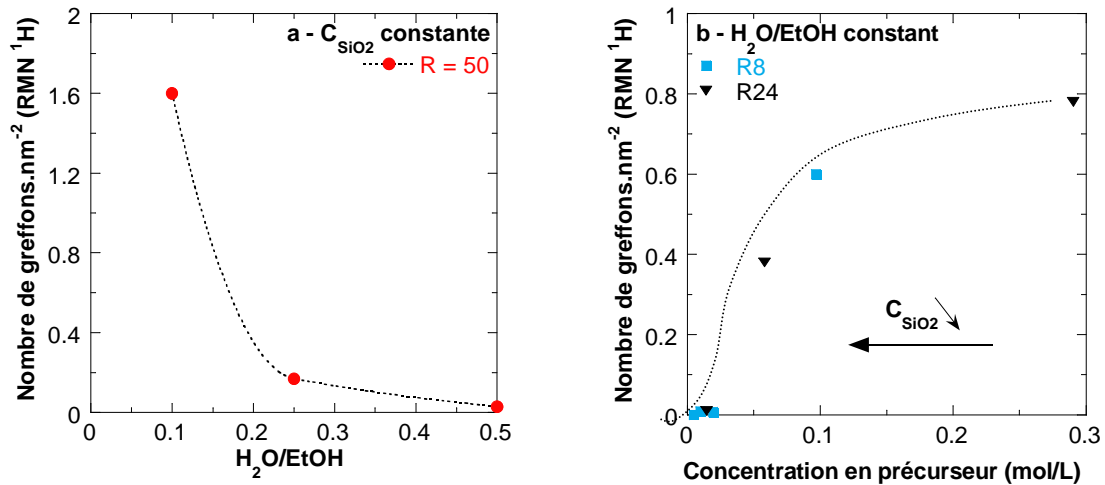 a - C_SiO2 constante
R = 50
Nombre de greffons.nm⁻² (RMN ¹H)
2
1.6
1.2
0.8
0.4
0
0 0.1 0.2 0.3 0.4 0.5
H₂O/EtOH
b - H₂O/EtOH constant
R8
R24
Nombre de greffons.nm⁻² (RMN ¹H)
1
0.8
0.6
0.4
0.2
0
C_SiO2
0 0.1 0.2 0.3
Concentration en précurseur (mol/L)